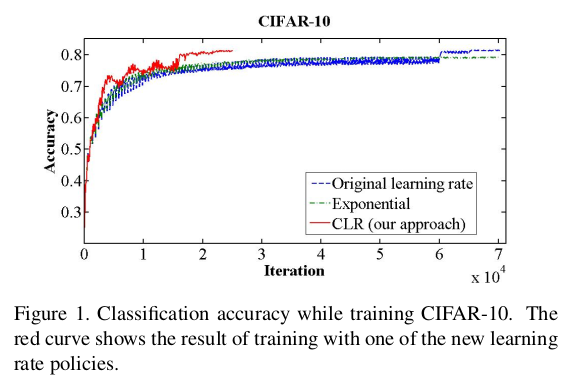 CIFAR-10
0.8
0.7
0.6
0.5
0.4
0.3
Accuracy
Original learning rate
Exponential
CLR (our approach)
0 1 2 3 4 5 6 7
Iteration
x 10^4
Figure 1. Classification accuracy while training CIFAR-10. The
red curve shows the result of training with one of the new learning
rate policies.